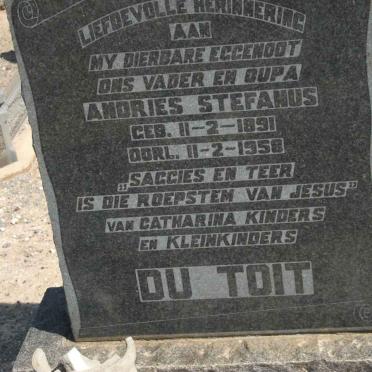 LIEFDEVOLLE HERINNERING
AAN
MY DIERBARE EGGENOOT
ONS VADER EN OUPA
ANDRIES STEFANUS
GEB. 11-2-1891
OORL. 11-2-1958
„SAGGIES EN TEER
IS DIE ROEPSTEM VAN JESUS”
VAN CATHARINA KINDERS
EN KLEINKINDERS
DU TOIT